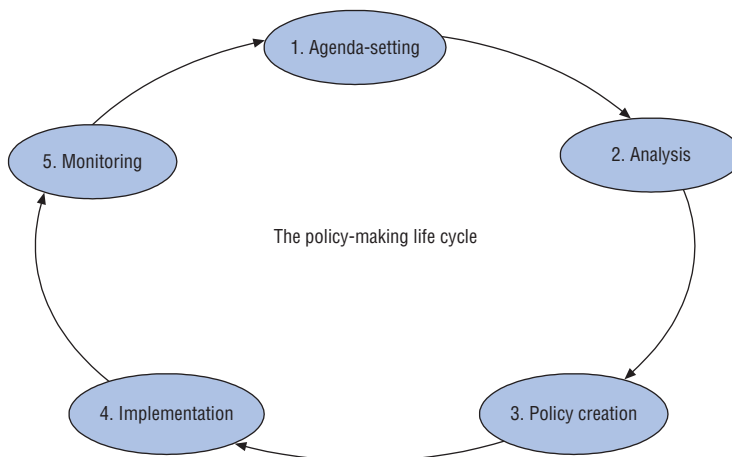 1. Agenda-setting
2. Analysis
5. Monitoring
The policy-making life cycle
4. Implementation
3. Policy creation